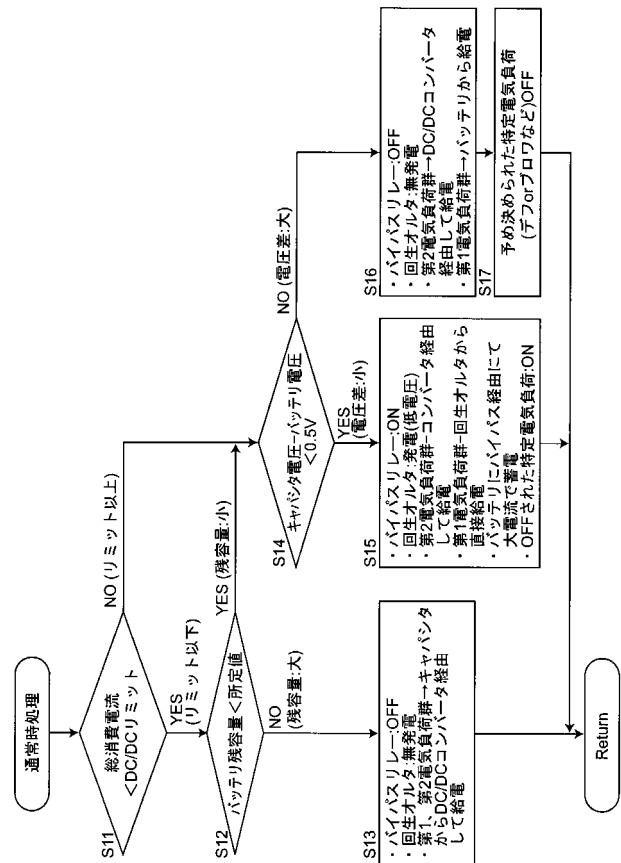 通常時処理
S11
総消費電流
<DC/DCリミット
NO (リミット以上)
YES
(リミット以下)
S12
バッテリ残容量<所定値
YES (残容量:小)
NO
(残容量:大)
S13
・バイパスリレー:OFF
・回生オルタ:無発電
・第1、第2電気負荷群→キャパシタ
からDC/DCコンバータ経由
して給電
S14
キャパシタ電圧−バッテリ電圧
<0.5V
NO (電圧差:大)
YES
(電圧差:小)
S15
・バイパスリレー:ON
・回生オルタ:発電(低電圧)
・第2電気負荷群−コンバータ経由
して給電
・第1電気負荷群−回生オルタから
直接給電
・バッテリにバイパス経由にて
大電流で蓄電
・OFFされた特定電気負荷:ON
S16
・バイパスリレー:OFF
・回生オルタ:無発電
・第2電気負荷群→DC/DCコンバータ
経由して給電
・第1電気負荷群→バッテリから給電
S17
予め決められた特定電気負荷
(デフorブロワなど)OFF
Return